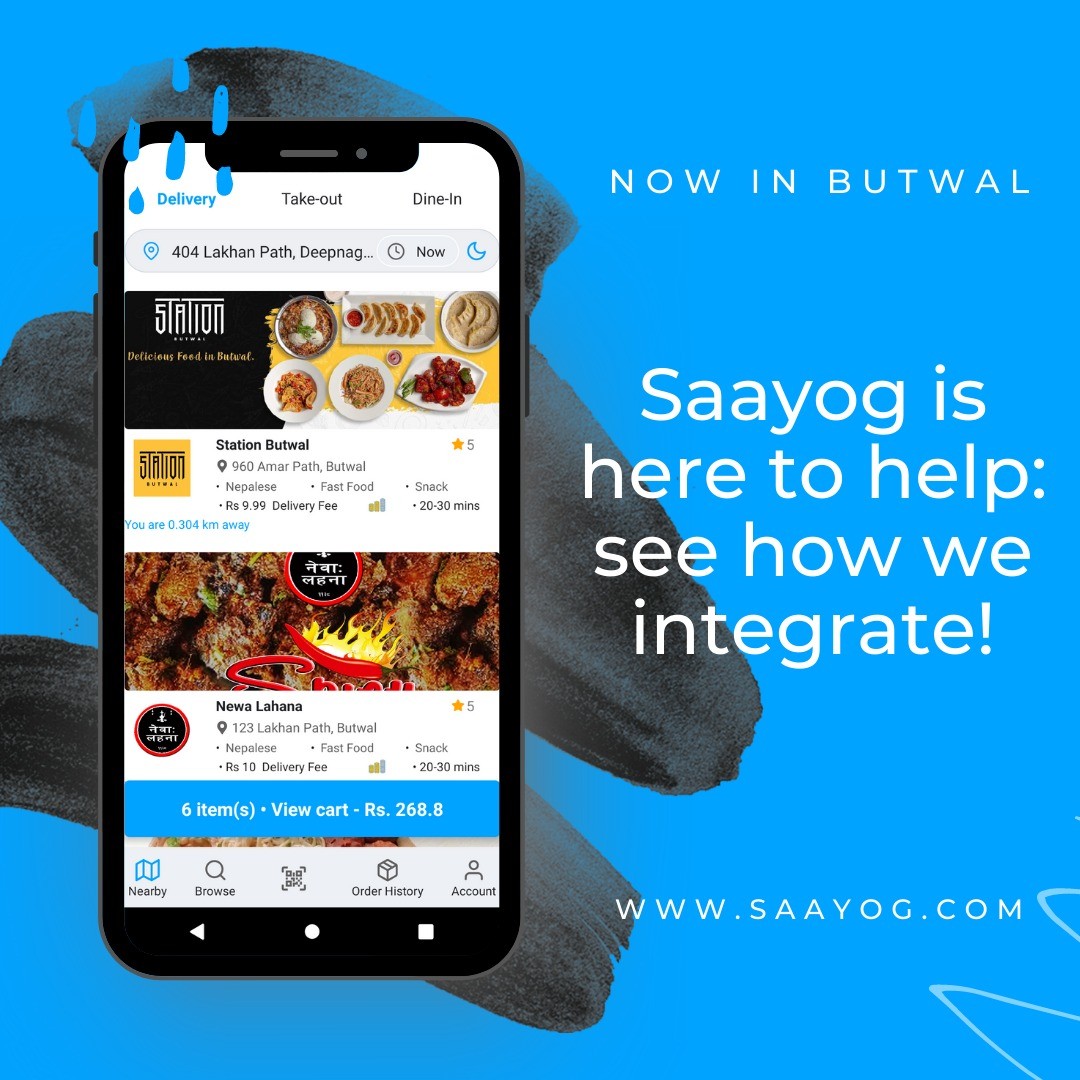 NOW IN BUTWAL
Saayog is
here to help:
see how we
integrate!
WWW.SAAYOG.COM
Delivery Take-out Dine-In
404 Lakhan Path, Deepnag... Now
STATION
BUTWAL
Delicious Food in Butwal.
STATION
BUTWAL
Station Butwal 5
960 Amar Path, Butwal
• Nepalese • Fast Food • Snack
• Rs 9.99 Delivery Fee • 20-30 mins
You are 0.304 km away
नेवाः
लहना
नेवाः
लहना
Newa Lahana 5
123 Lakhan Path, Butwal
• Nepalese • Fast Food • Snack
• Rs 10 Delivery Fee • 20-30 mins
6 item(s) • View cart - Rs. 268.8
Nearby Browse Order History Account